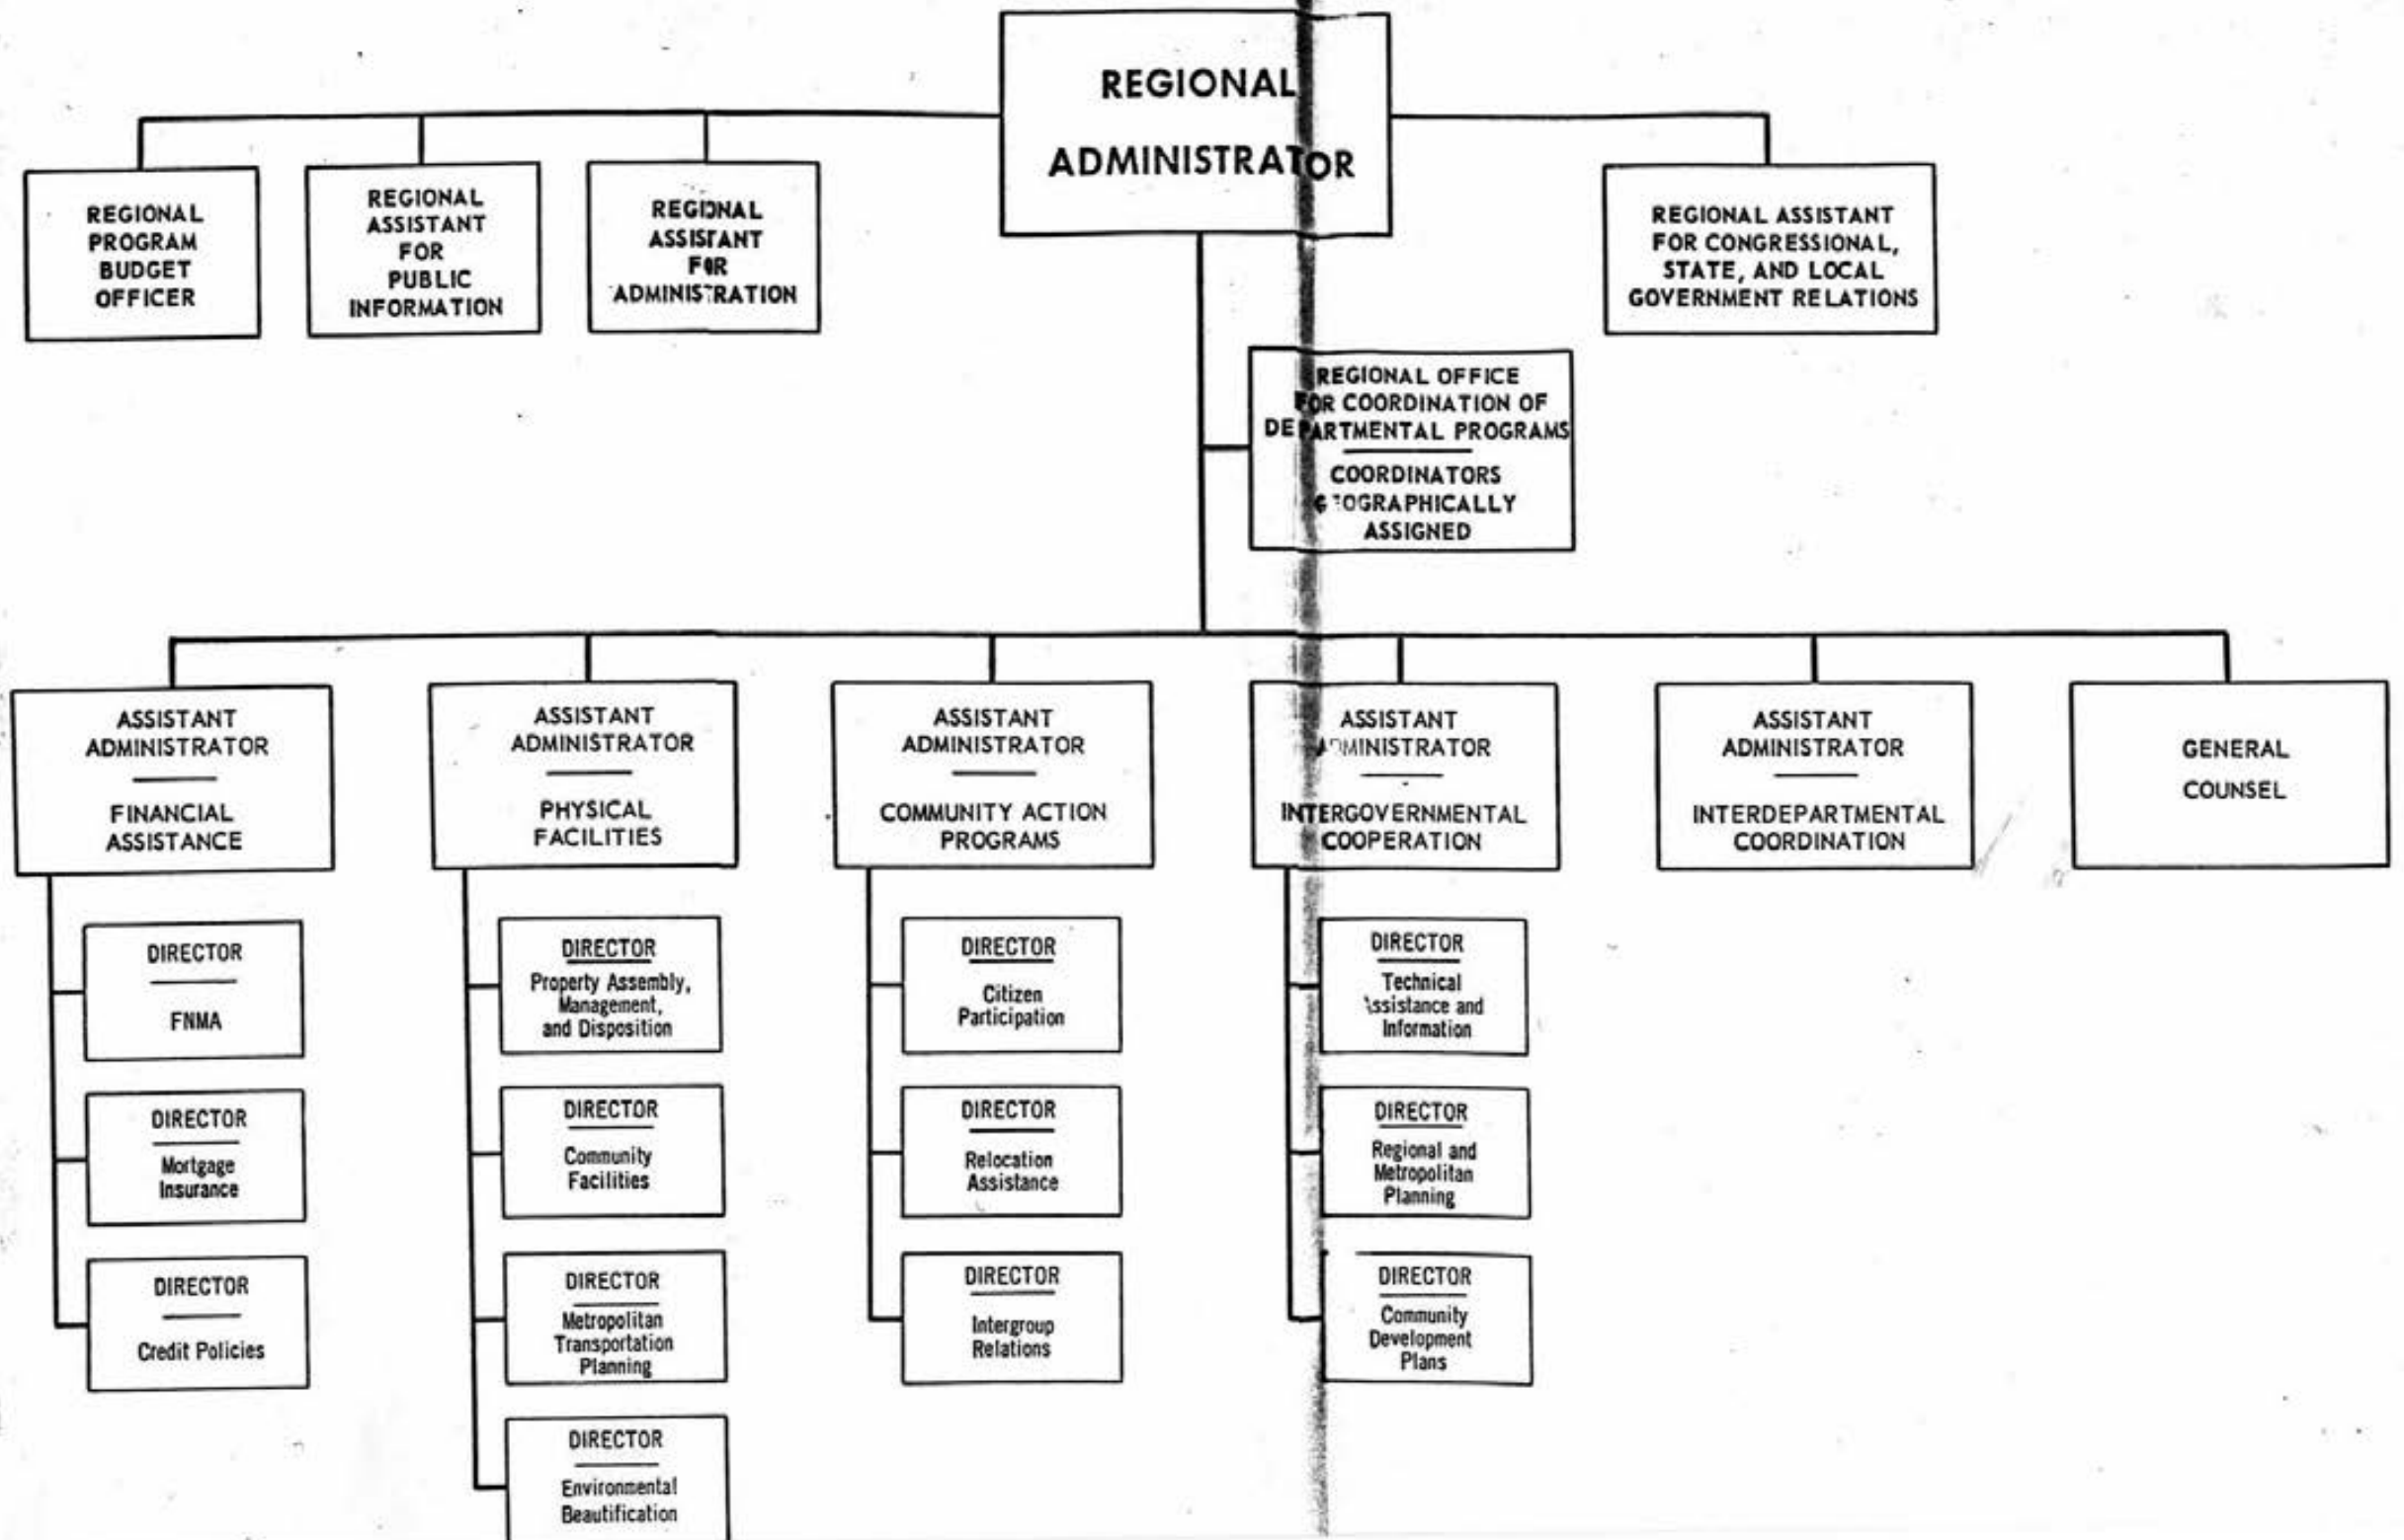 REGIONAL
ADMINISTRATOR
REGIONAL
PROGRAM
BUDGET
OFFICER
REGIONAL
ASSISTANT
FOR
PUBLIC
INFORMATION
REGIONAL
ASSISTANT
FOR
ADMINISTRATION
REGIONAL ASSISTANT
FOR CONGRESSIONAL,
STATE, AND LOCAL
GOVERNMENT RELATIONS
REGIONAL OFFICE
FOR COORDINATION OF
DEPARTMENTAL PROGRAMS
COORDINATORS
GEOGRAPHICALLY
ASSIGNED
ASSISTANT
ADMINISTRATOR
FINANCIAL
ASSISTANCE
ASSISTANT
ADMINISTRATOR
PHYSICAL
FACILITIES
ASSISTANT
ADMINISTRATOR
COMMUNITY ACTION
PROGRAMS
ASSISTANT
ADMINISTRATOR
INTERGOVERNMENTAL
COOPERATION
ASSISTANT
ADMINISTRATOR
INTERDEPARTMENTAL
COORDINATION
GENERAL
COUNSEL
DIRECTOR
FNMA
DIRECTOR
Mortgage
Insurance
DIRECTOR
Credit Policies
DIRECTOR
Property Assembly,
Management,
and Disposition
DIRECTOR
Community
Facilities
DIRECTOR
Metropolitan
Transportation
Planning
DIRECTOR
Environmental
Beautification
DIRECTOR
Citizen
Participation
DIRECTOR
Relocation
Assistance
DIRECTOR
Intergroup
Relations
DIRECTOR
Technical
Assistance and
Information
DIRECTOR
Regional and
Metropolitan
Planning
DIRECTOR
Community
Development
Plans